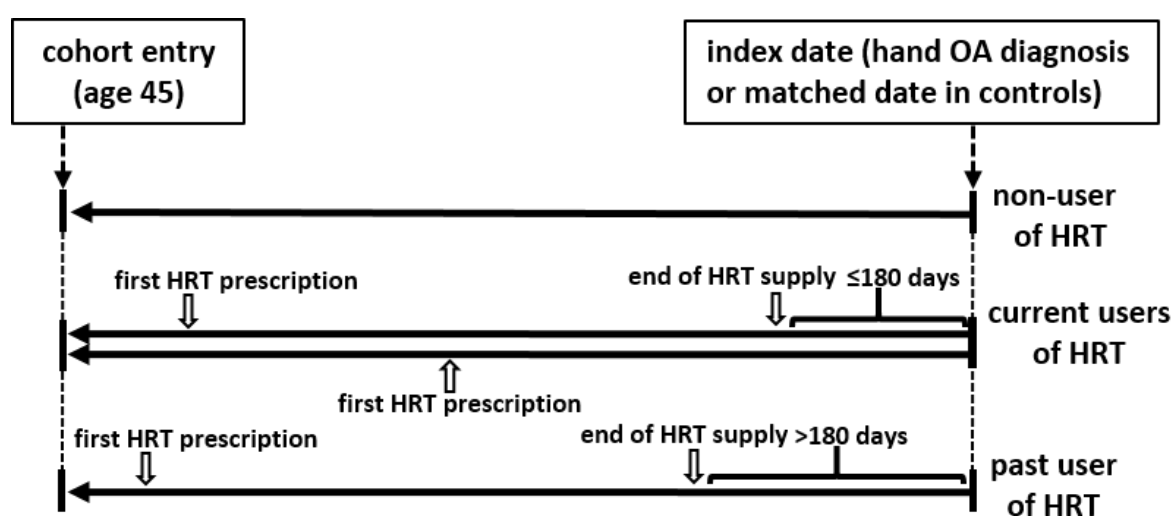 cohort entry
(age 45)
index date (hand OA diagnosis
or matched date in controls)
non-user
of HRT
first HRT prescription
end of HRT supply ≤180 days
current users
of HRT
first HRT prescription
first HRT prescription
end of HRT supply >180 days
past user
of HRT